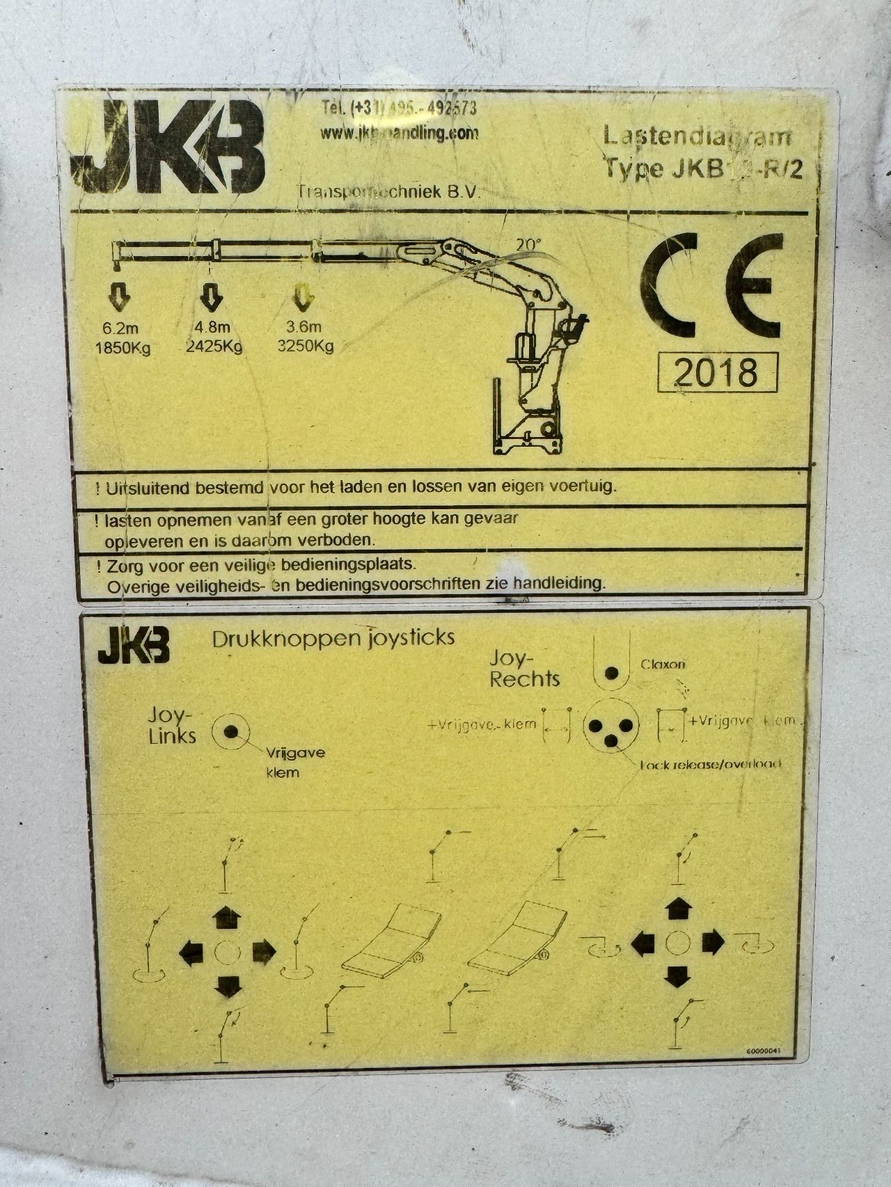 JKB
Tel. (+31) 495.- 492573
www.jkb-handling.com
Transporttechniek B.V.
Lastendiagram
Type
20°
6.2m 4.8m 3.6m
1850Kg 2425Kg 3250Kg
CE
2018
! Uitsluitend bestemd voor het laden en lossen van eigen voertuig.
! lasten opnemen vanaf een groter hoogte kan gevaar
opleveren en is daarom verboden.
! Zorg voor een veilige bedieningsplaats.
Overige veiligheids- en bedieningsvoorschriften zie handleiding.
JKB
Drukknoppen joysticks
Joy-
Links
Vrijgave
klem
Joy-
Rechts
Claxon
+Vrijgave.- klem
+Vrijgave klem
Lock release/overload
60000041